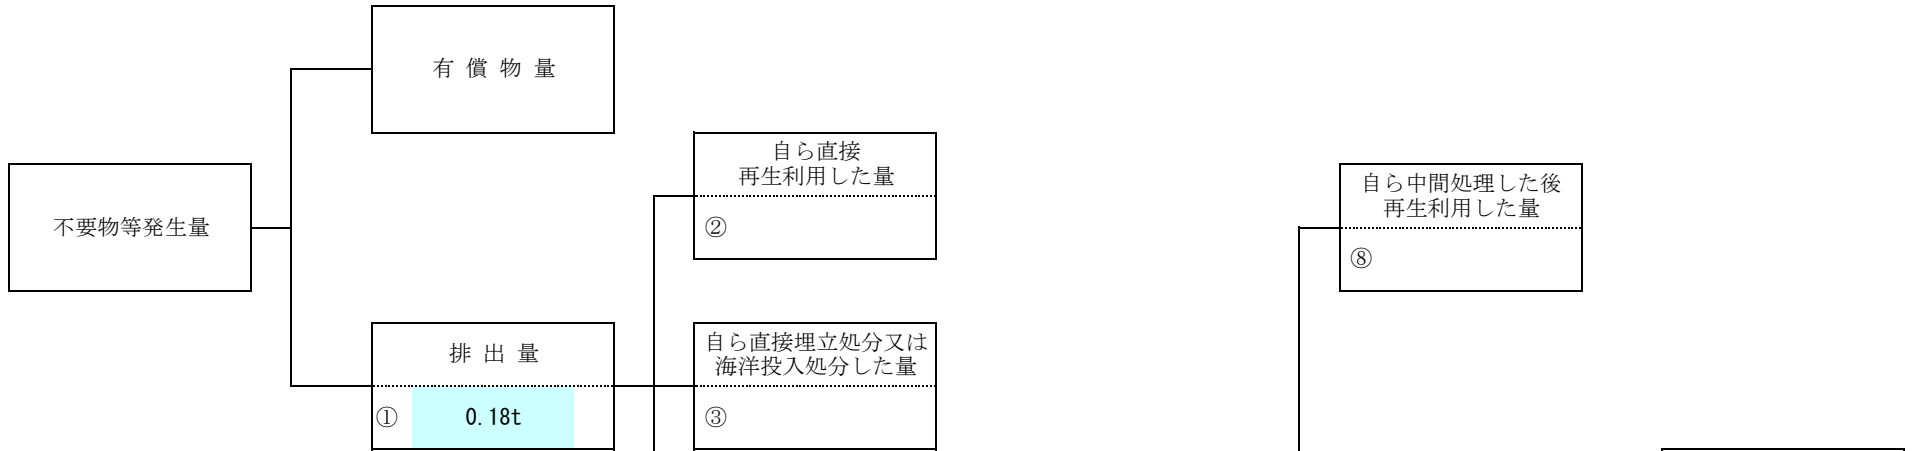 有償物量
自ら直接
再生利用した量
②
不要物等発生量
自ら中間処理した後
再生利用した量
⑧
排出量
① 0.18t
自ら直接埋立処分又は
海洋投入処分した量
③